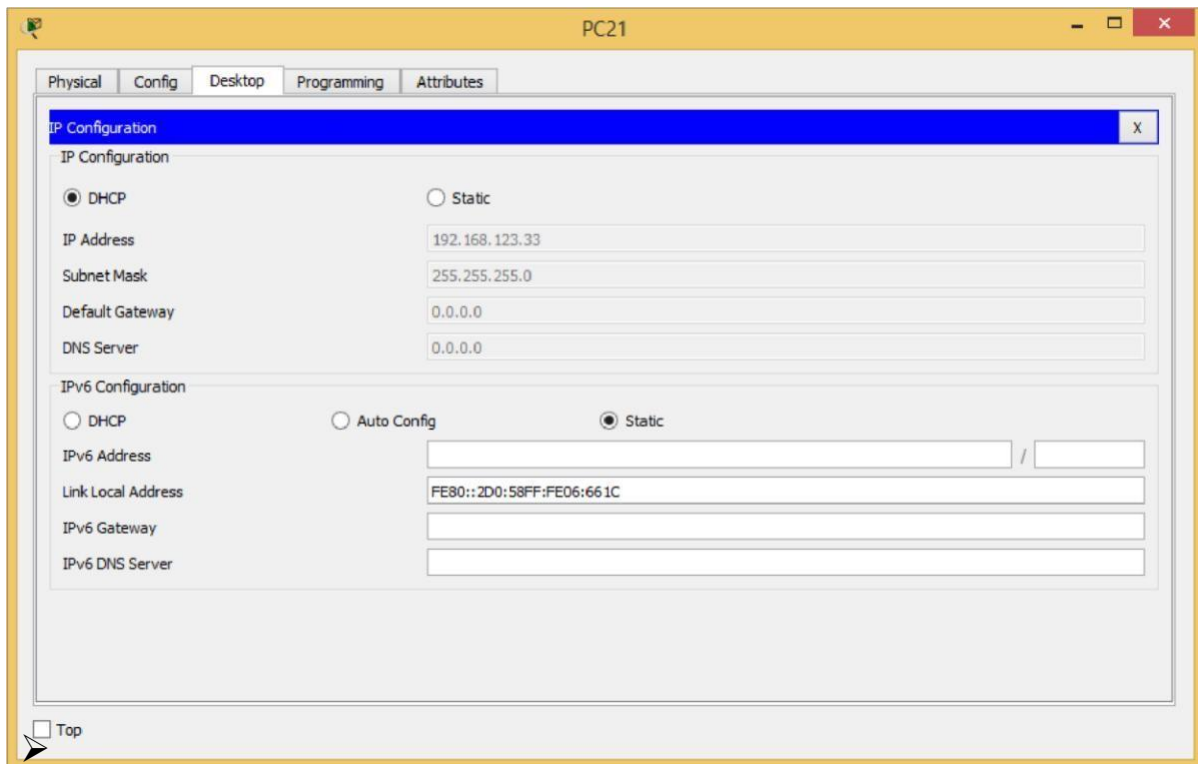 PC21
Physical Config Desktop Programming Attributes
IP Configuration X
IP Configuration
DHCP Static
IP Address 192.168.123.33
Subnet Mask 255.255.255.0
Default Gateway 0.0.0.0
DNS Server 0.0.0.0
IPv6 Configuration
DHCP Auto Config Static
IPv6 Address /
Link Local Address FE80::2D0:58FF:FE06:661C
IPv6 Gateway
IPv6 DNS Server
Top